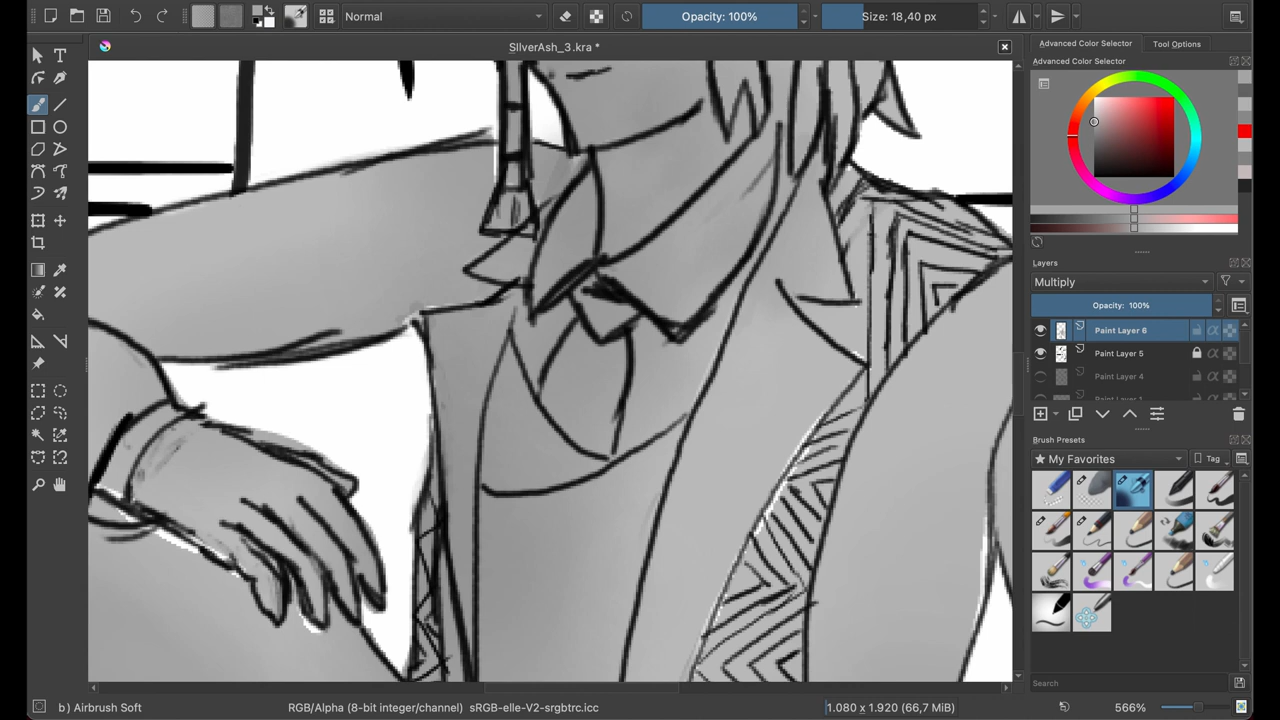 Normal
Opacity: 100%
Size: 18,40 px
SIlverAsh_3.kra *
Advanced Color Selector
Tool Options
Advanced Color Selector
Layers
Multiply
Opacity: 100%
Paint Layer 6
Paint Layer 5
Paint Layer 4
Brush Presets
My Favorites
Tag
Search
b) Airbrush Soft
RGB/Alpha (8-bit integer/channel) sRGB-elle-V2-srgbtrc.icc
1.080 x 1.920 (66,7 MiB)
566%